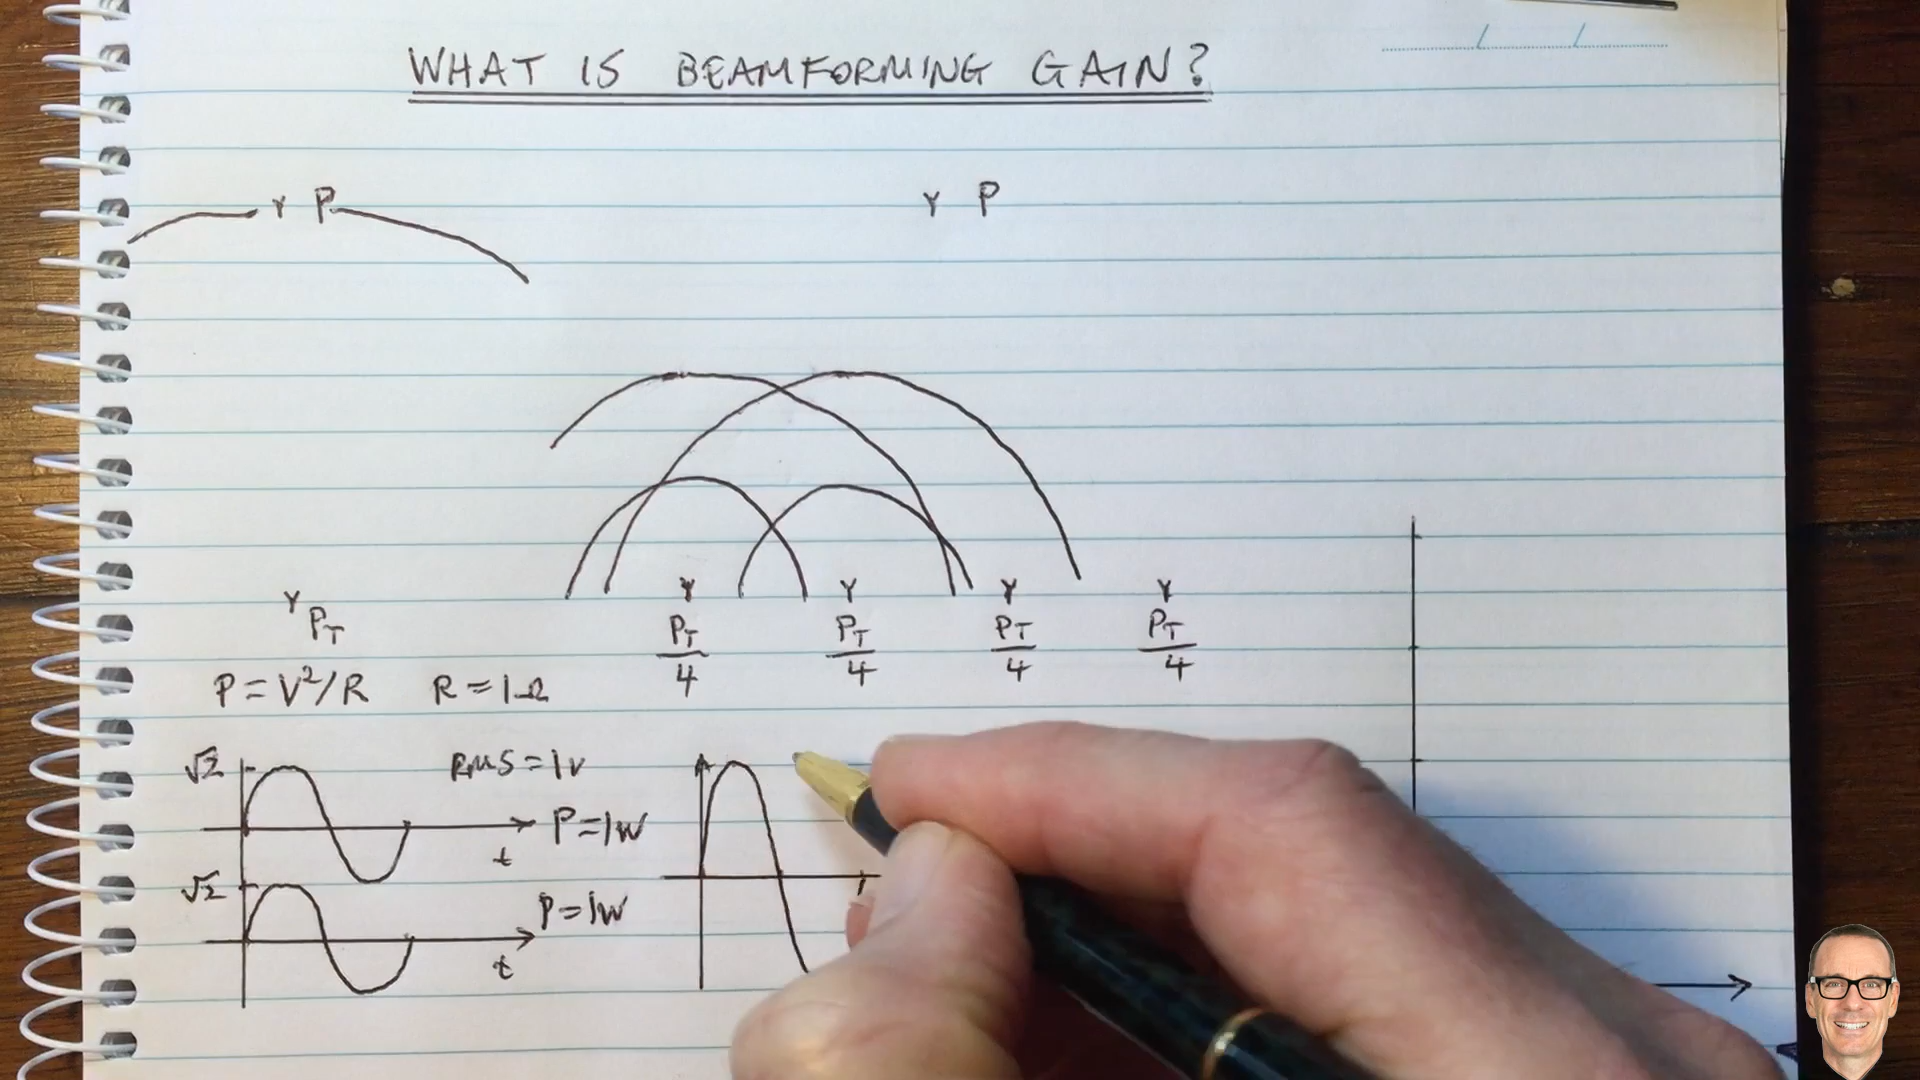 WHAT IS BEAMFORMING GAIN?
Y P
Y P
Y Y Y Y Y
P_T P_T/4 P_T/4 P_T/4 P_T/4
P = V²/R R = 1Ω
√2 RMS = 1V
P = 1W
t
√2 P = 1W
t